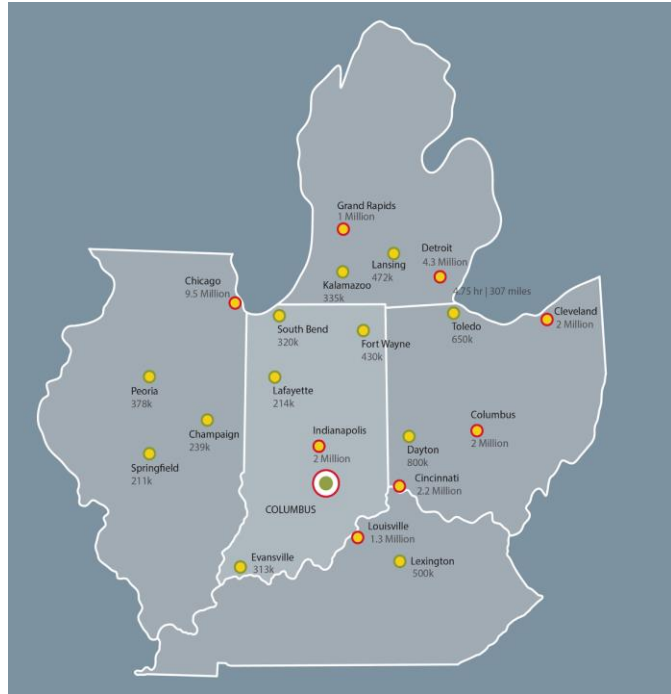 Grand Rapids
1 Million
Detroit
4.3 Million
Lansing
472k
Kalamazoo
335k
4.75 hr | 307 miles
Chicago
9.5 Million
Cleveland
2 Million
South Bend
320k
Toledo
650k
Fort Wayne
430k
Peoria
378k
Lafayette
214k
Columbus
2 Million
Champaign
239k
Indianapolis
2 Million
Dayton
800k
Springfield
211k
Cincinnati
2.2 Million
COLUMBUS
Louisville
1.3 Million
Evansville
313k
Lexington
500k